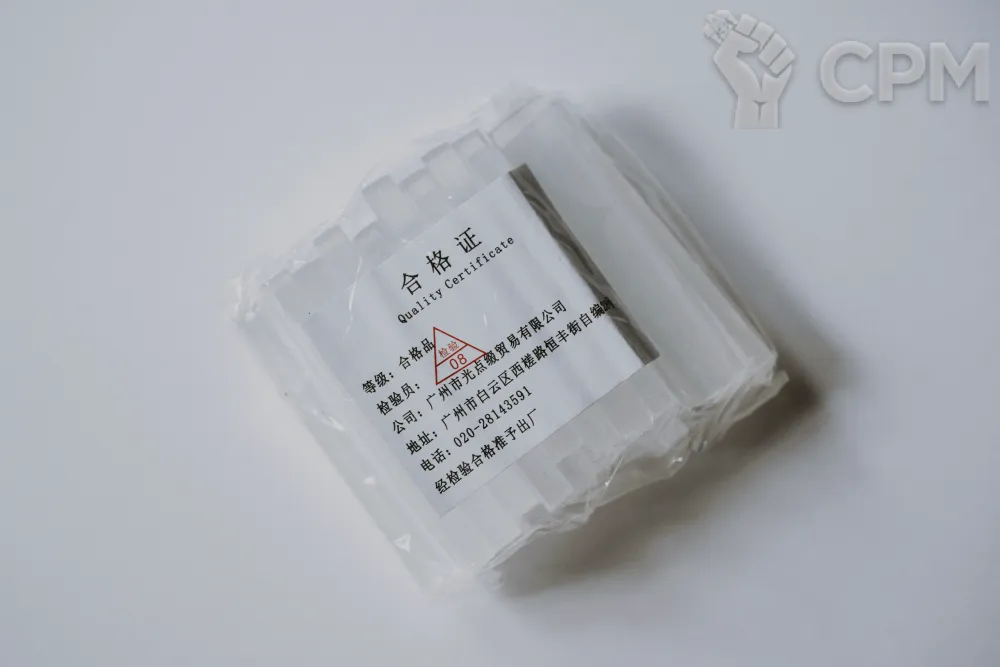 CPM
合格证
Quality Certificate
等级：合格品
检验员：
检验
08
公司：广州市光点缀贸易有限公司
地址：广州市白云区西槎路恒丰街自编
电话：020-28143591
经检验合格准予出厂